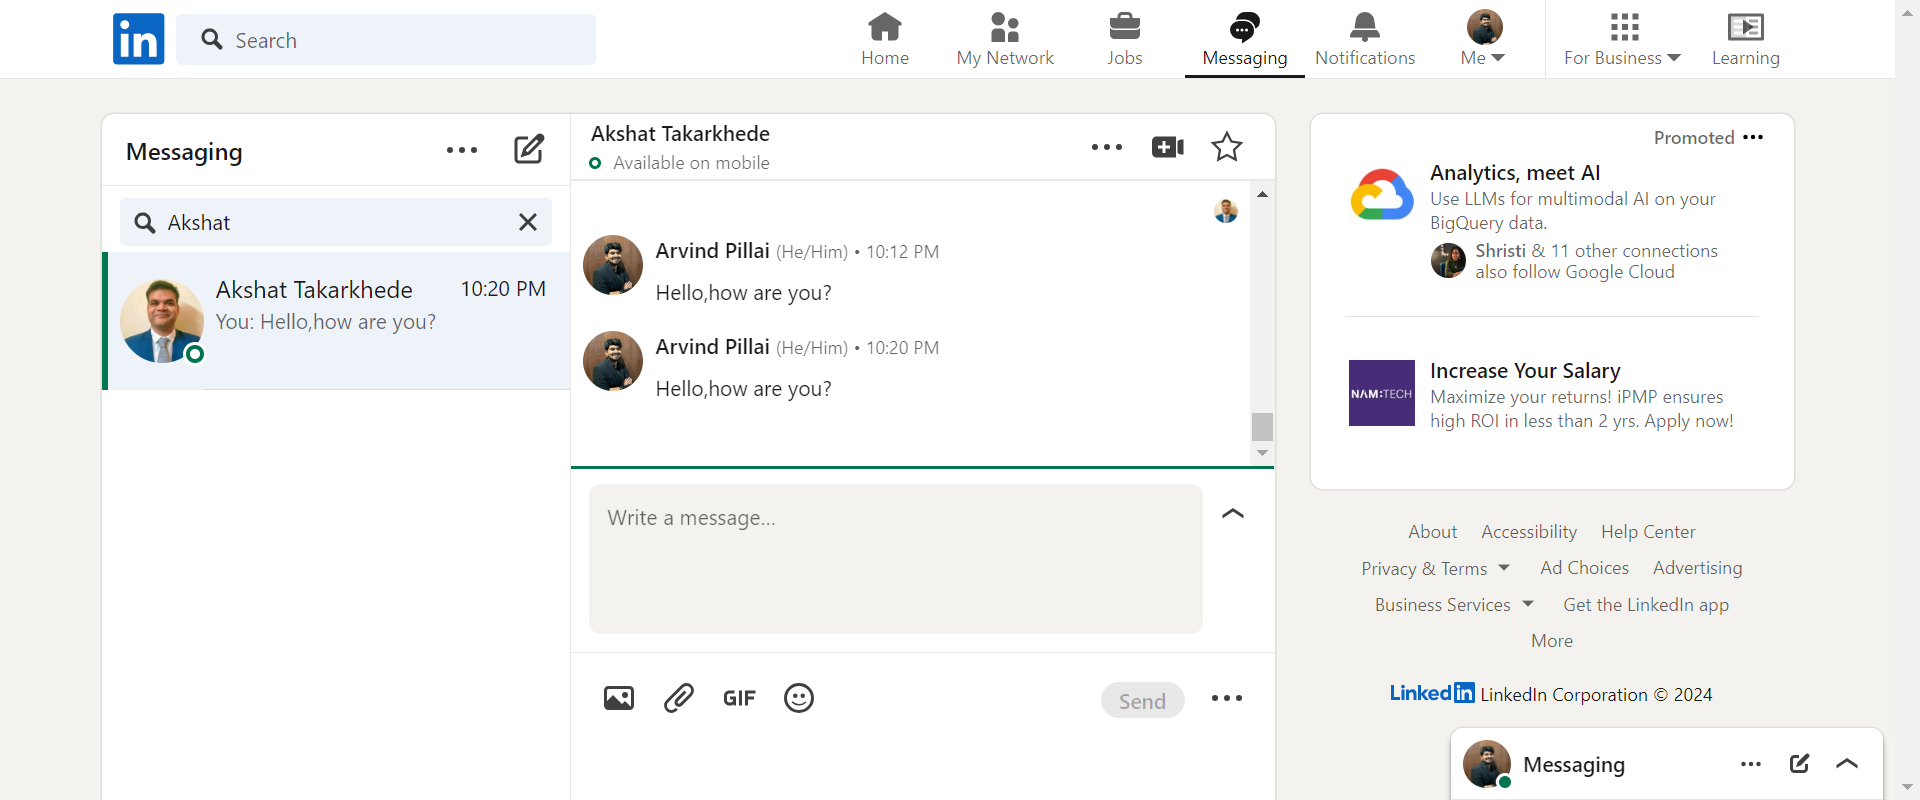 in
Search
Home
My Network
Jobs
Messaging
Notifications
Me
For Business
Learning
Messaging
Akshat
Akshat Takarkhede
10:20 PM
You: Hello,how are you?
Akshat Takarkhede
Available on mobile
Arvind Pillai (He/Him) • 10:12 PM
Hello,how are you?
Arvind Pillai (He/Him) • 10:20 PM
Hello,how are you?
Write a message...
GIF
Send
Promoted
Analytics, meet AI
Use LLMs for multimodal AI on your
BigQuery data.
Shristi & 11 other connections
also follow Google Cloud
NAM:TECH
Increase Your Salary
Maximize your returns! iPMP ensures
high ROI in less than 2 yrs. Apply now!
About Accessibility Help Center
Privacy & Terms Ad Choices Advertising
Business Services Get the LinkedIn app
More
LinkedIn LinkedIn Corporation © 2024
Messaging